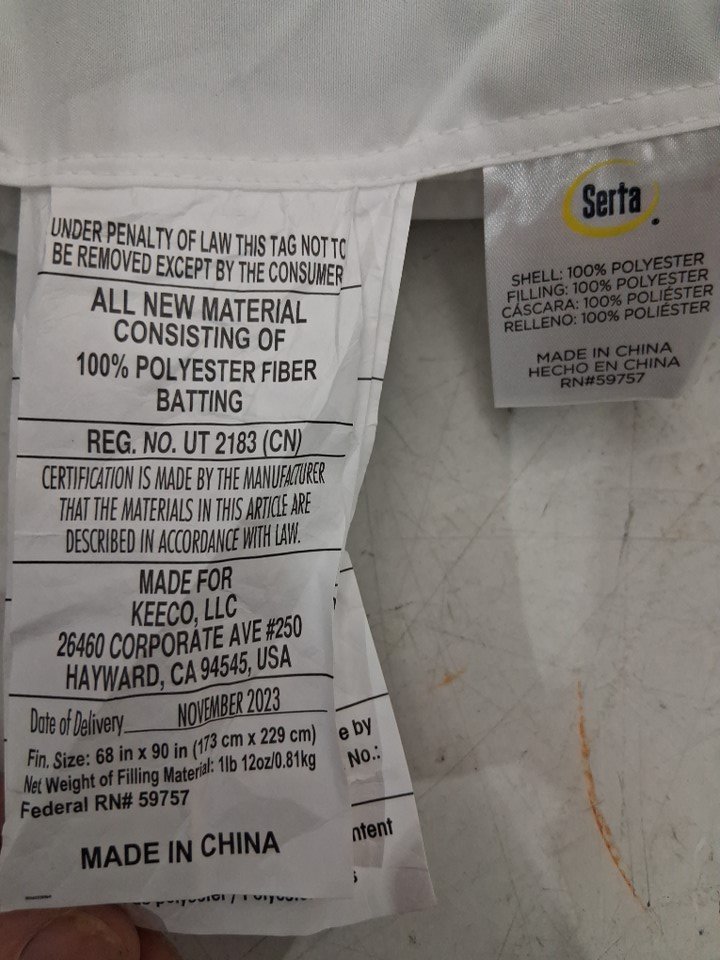 UNDER PENALTY OF LAW THIS TAG NOT TO
BE REMOVED EXCEPT BY THE CONSUMER
ALL NEW MATERIAL
CONSISTING OF
100% POLYESTER FIBER
BATTING
REG. NO. UT 2183 (CN)
CERTIFICATION IS MADE BY THE MANUFACTURER
THAT THE MATERIALS IN THIS ARTICLE ARE
DESCRIBED IN ACCORDANCE WITH LAW.
MADE FOR
KEECO, LLC
26460 CORPORATE AVE #250
HAYWARD, CA 94545, USA
Date of Delivery NOVEMBER 2023
Fin. Size: 68 in x 90 in (173 cm x 229 cm)
Net Weight of Filling Material: 1lb 12oz/0.81kg
Federal RN# 59757
MADE IN CHINA
e by
No.:
ntent
Serta
SHELL: 100% POLYESTER
FILLING: 100% POLYESTER
CÁSCARA: 100% POLIÉSTER
RELLENO: 100% POLIÉSTER
MADE IN CHINA
HECHO EN CHINA
RN#59757